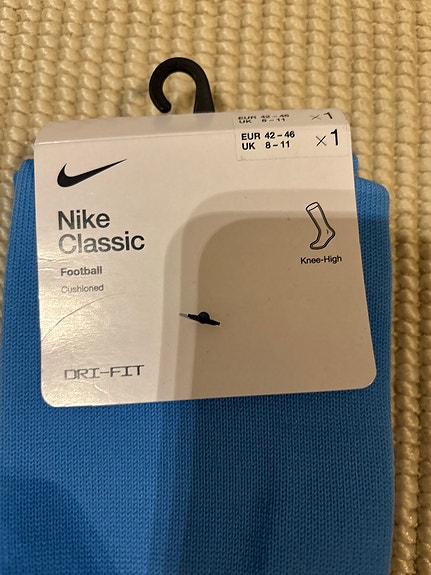 EUR 42 – 46
UK 8 – 11
×1
EUR 42 – 46
UK 8 – 11
×1
Nike
Classic
Football
Cushioned
Knee-High
DRI-FIT